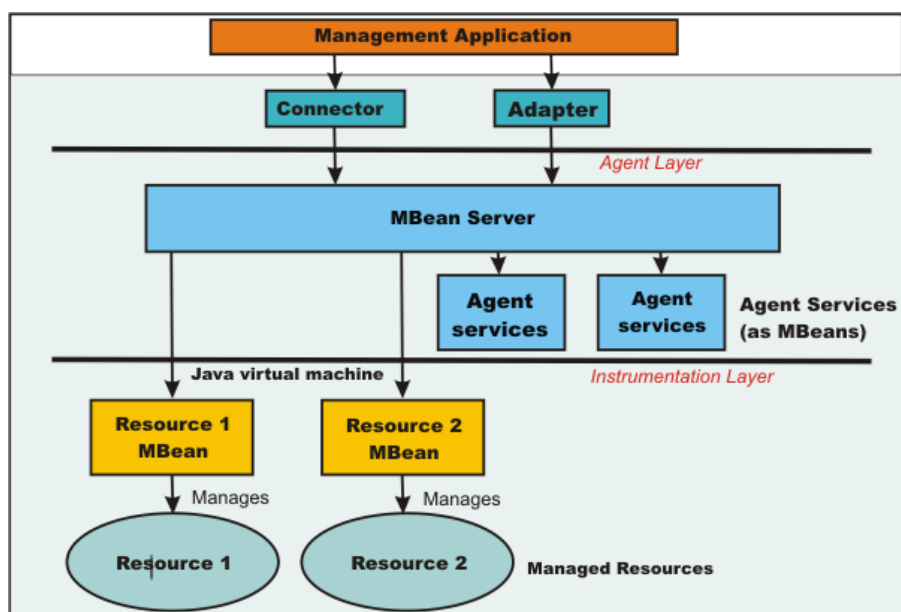 Management Application
Connector
Adapter
Agent Layer
MBean Server
Agent
services
Agent
services
Agent Services
(as MBeans)
Java virtual machine
Instrumentation Layer
Resource 1
MBean
Resource 2
MBean
Manages
Manages
Resource 1
Resource 2
Managed Resources